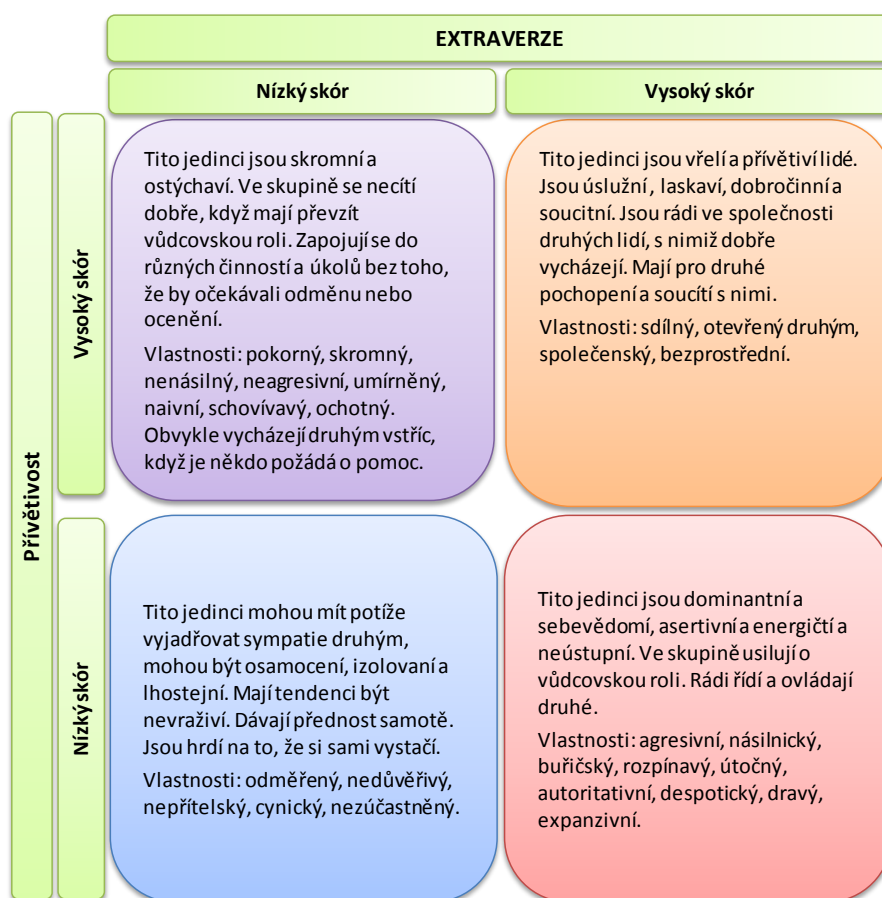 EXTRAVERZE
Nízký skór
Vysoký skór
Přívětivost
Vysoký skór
Tito jedinci jsou skromní a
ostýchaví. Ve skupině se necítí
dobře, když mají převzít
vůdcovskou roli. Zapojují se do
různých činností a úkolů bez toho,
že by očekávali odměnu nebo
ocenění.
Vlastnosti: pokorný, skromný,
nenásilný, neagresivní, umírněný,
naivní, schovívavý, ochotný.
Obvykle vycházejí druhým vstříc,
když je někdo požádá o pomoc.
Tito jedinci jsou vřelí a přívětiví lidé.
Jsou úslužní , laskaví, dobročinní a
soucitní. Jsou rádi ve společnosti
druhých lidí, s nimiž dobře
vycházejí. Mají pro druhé
pochopení a soucítí s nimi.
Vlastnosti: sdílný, otevřený druhým,
společenský, bezprostřední.
Nízký skór
Tito jedinci mohou mít potíže
vyjadřovat sympatie druhým,
mohou být osamocení, izolovaní a
lhostejní. Mají tendenci být
nevraživí. Dávají přednost samotě.
Jsou hrdí na to, že si sami vystačí.
Vlastnosti: odměřený, nedůvěřivý,
nepřítelský, cynický, nezúčastněný.
Tito jedinci jsou dominantní a
sebevědomí, asertivní a energičtí a
neústupní. Ve skupině usilují o
vůdcovskou roli. Rádi řídí a ovládají
druhé.
Vlastnosti: agresivní, násilnický,
buřičský, rozpínavý, útočný,
autoritativní, despotický, dravý,
expanzivní.